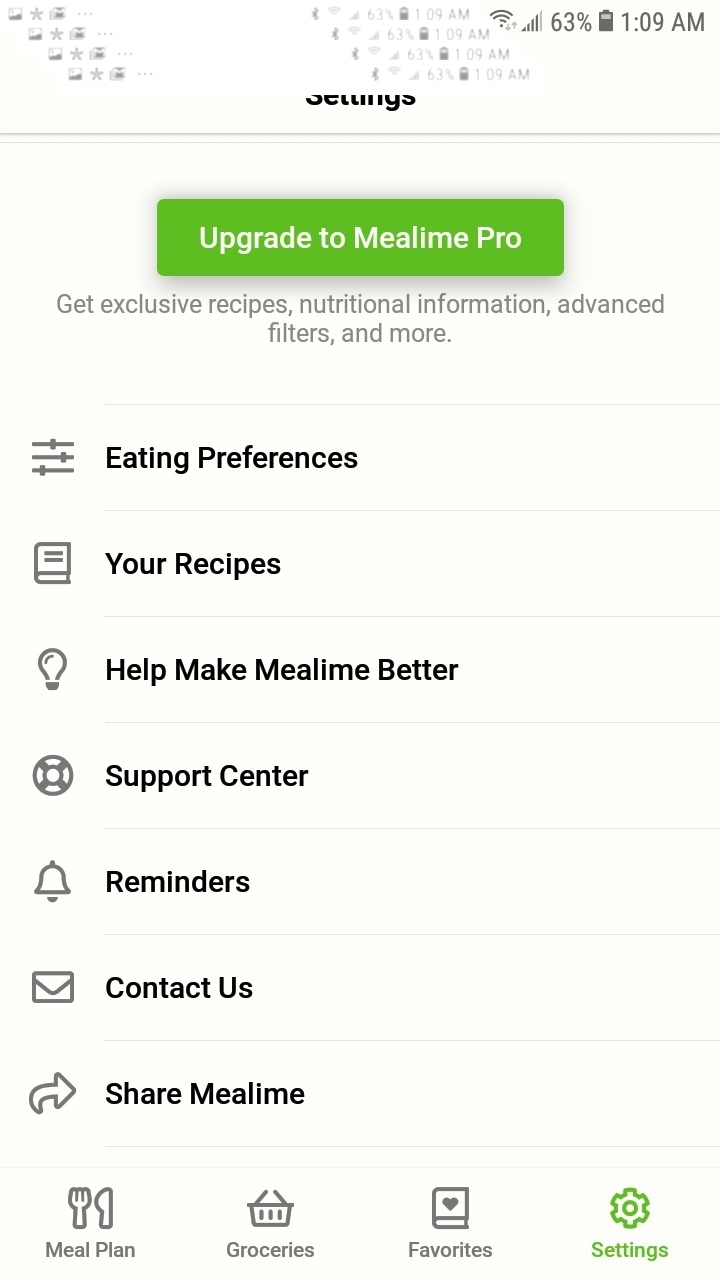 63% 1 09 AM
63% 1:09 AM
63% 1 09 AM
63% 1 09 AM
63% 1 09 AM
Settings
Upgrade to Mealime Pro
Get exclusive recipes, nutritional information, advanced
filters, and more.
Eating Preferences
Your Recipes
Help Make Mealime Better
Support Center
Reminders
Contact Us
Share Mealime
Meal Plan
Groceries
Favorites
Settings